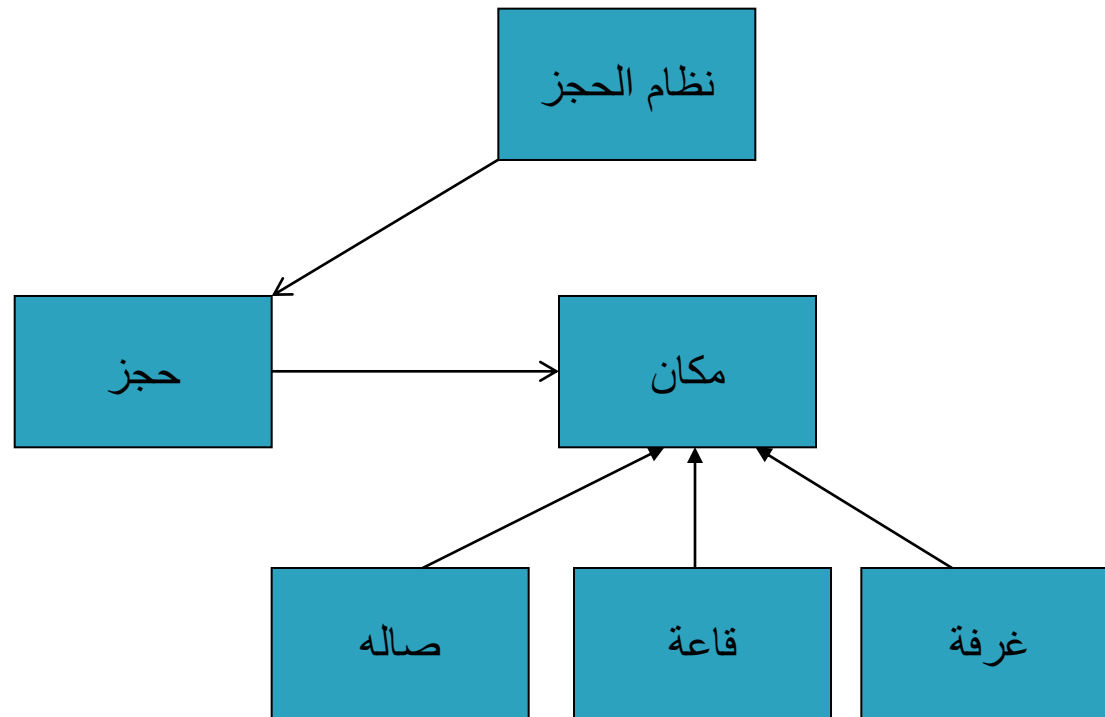 نظام الحجز
حجز
مكان
صاله
قاعة
غرفة